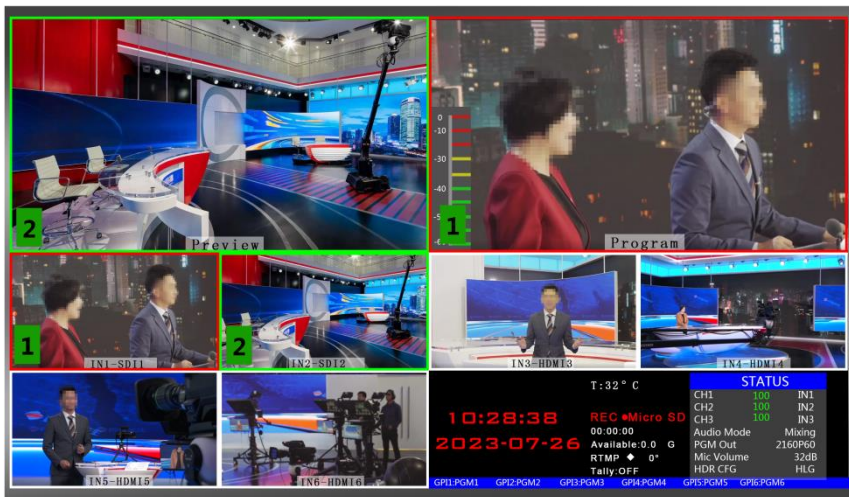 2
Preview
0
-10
-30
-40
1
Program
1
IN1-SDI1
2
IN2-SDI2
IN3-HDMI3
IN4-HDMI4
IN5-HDMI5
IN6-HDMI6
10:28:38
2023-07-26
T:32° C
REC ●Micro SD
00:00:00
Available:0.0 G
RTMP ◆ 0°
Tally:OFF
STATUS
CH1 100 IN1
CH2 100 IN2
CH3 100 IN3
Audio Mode Mixing
PGM Out 2160P60
Mic Volume 32dB
HDR CFG HLG
GPI1:PGM1 GPI2:PGM2 GPI3:PGM3 GPI4:PGM4 GPI5:PGM5 GPI6:PGM6